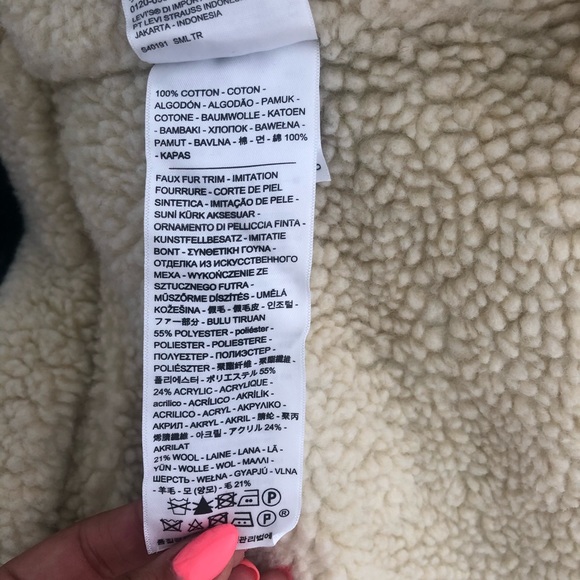 0120-
LEVI'S® DI IMPOR
PT LEVI STRAUSS INDONES
JAKARTA - INDONESIA
S40191 SML TR
100% COTTON - COTON -
ALGODÓN - ALGODÃO - PAMUK -
COTONE - BAUMWOLLE - KATOEN
- BAMBAKI - ХЛОПОК - BAWEŁNA -
PAMUT - BAVLNA - 棉 - 면 - 綿 100%
- KAPAS
FAUX FUR TRIM - IMITATION
FOURRURE - CORTE DE PIEL
SINTETICA - IMITAÇÃO DE PELE -
SUNİ KÜRK AKSESUAR -
ORNAMENTO DI PELLICCIA FINTA -
KUNSTFELLBESATZ - IMITATIE
BONT - ΣΥΝΘΕΤΙΚΗ ΓΟΥΝΑ -
ОТДЕЛКА ИЗ ИСКУССТВЕННОГО
МЕХА - WYKOŃCZENIE ZE
SZTUCZNEGO FUTRA -
MŰSZŐRME DÍSZÍTÉS - UMĚLÁ
KOŽEŠINA - 假毛 - 假毛皮 - 인조털 -
ファー部分 - BULU TIRUAN
55% POLYESTER - poliéster -
POLIESTER - POLIESTERE -
ΠΟΛΥΕΣΤΕΡ - ПОЛИЭСТЕР -
POLIÉSZTER - 聚酯纤维 - 聚酯纖維 -
폴리에스터 - ポリエステル 55%
24% ACRYLIC - ACRYLIQUE -
acrílico - ACRÍLICO - AKRİLİK -
ACRILICO - ACRYL - ΑΚΡΥΛΙΚΟ -
АКРИЛ - AKRYL - AKRIL - 腈纶 - 聚丙
烯腈纖維 - 아크릴 - アクリル 24% -
AKRILAT
21% WOOL - LAINE - LANA - LÃ -
YÜN - WOLLE - WOL - ΜΑΛΛΙ -
ШЕРСТЬ - WEŁNA - GYAPJÚ - VLNA
- 羊毛 - 모 (양모) - 毛 21%
P
P